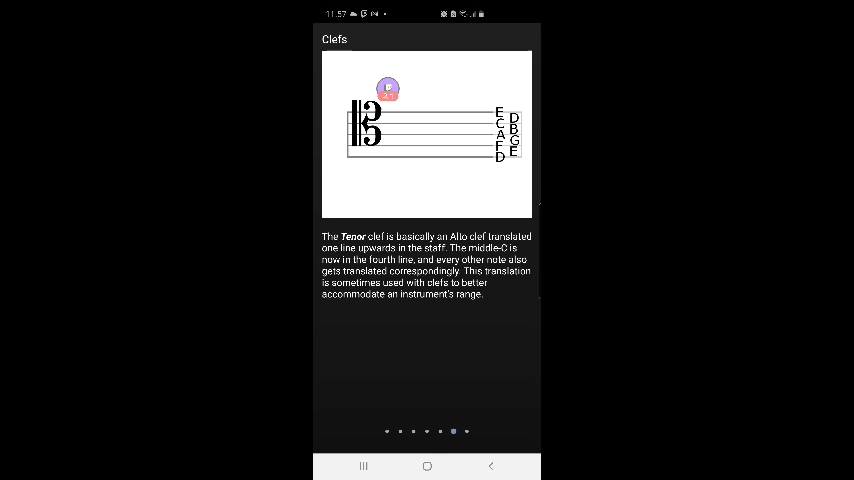 11.57
Clefs
E
D
C
B
A
G
F
E
D
The Tenor clef is basically an Alto clef translated
one line upwards in the staff. The middle-C is
now in the fourth line, and every other note also
gets translated correspondingly. This translation
is sometimes used with clefs to better
accommodate an instrument's range.